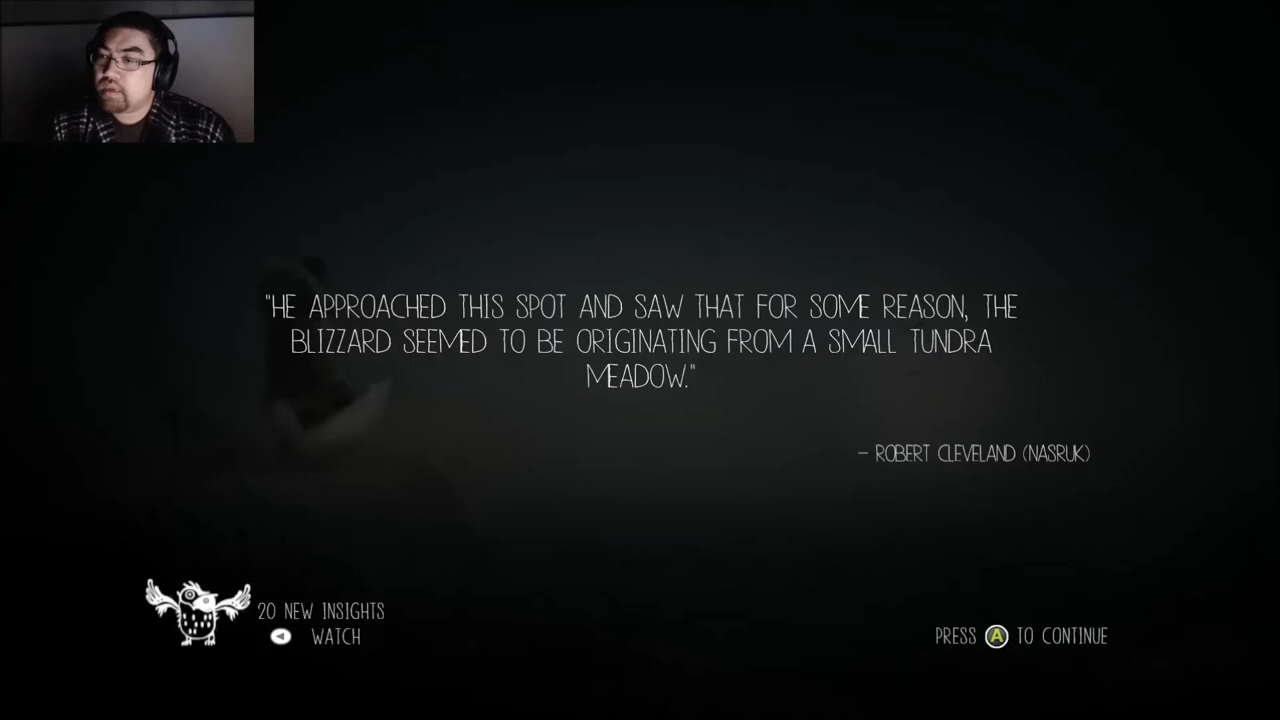 "HE APPROACHED THIS SPOT AND SAW THAT FOR SOME REASON, THE
BLIZZARD SEEMED TO BE ORIGINATING FROM A SMALL TUNDRA
MEADOW."
– ROBERT CLEVELAND (NASRUK)
20 NEW INSIGHTS
WATCH
PRESS A TO CONTINUE